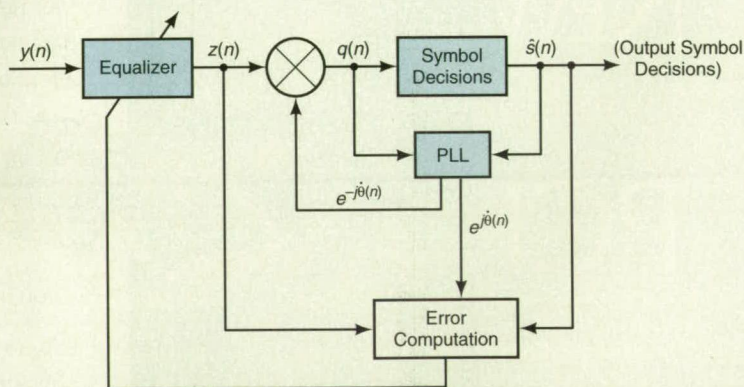 y(n)
Equalizer
z(n)
q(n)
Symbol
Decisions
ŝ(n)
(Output Symbol
Decisions)
PLL
e^{-jθ̇(n)}
e^{jθ̇(n)}
Error
Computation